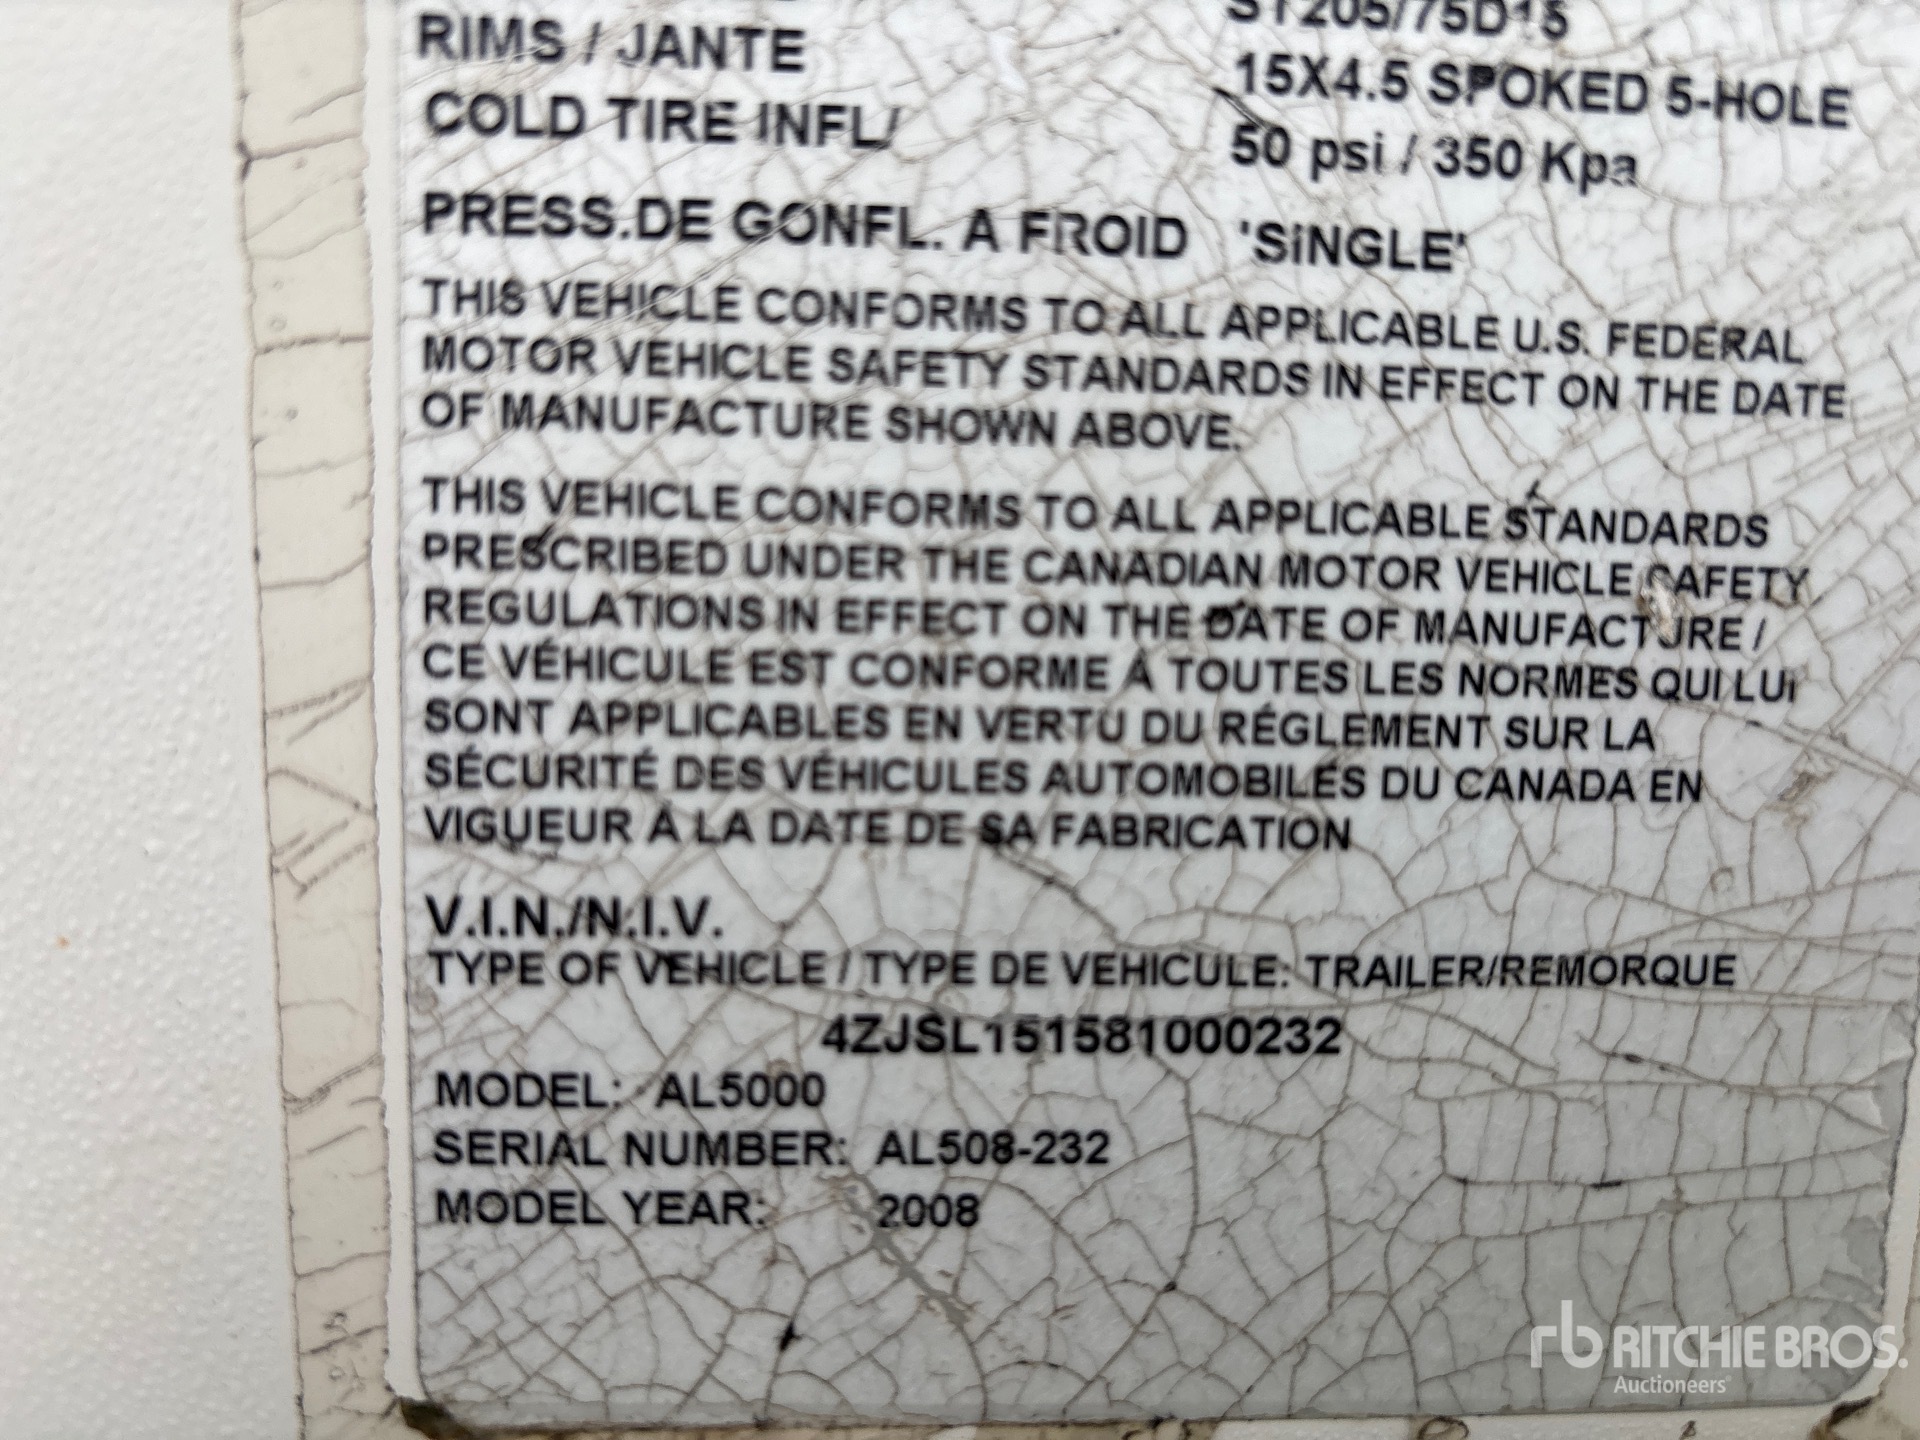 ST205/75D15
RIMS / JANTE 15X4.5 SPOKED 5-HOLE
COLD TIRE INFL/ 50 psi / 350 Kpa
PRESS.DE GONFL. A FROID 'SiNGLE'
THIS VEHICLE CONFORMS TO ALL APPLICABLE U.S. FEDERAL
MOTOR VEHICLE SAFETY STANDARDS IN EFFECT ON THE DATE
OF MANUFACTURE SHOWN ABOVE.
THIS VEHICLE CONFORMS TO ALL APPLICABLE STANDARDS
PRESCRIBED UNDER THE CANADIAN MOTOR VEHICLE SAFETY
REGULATIONS IN EFFECT ON THE DATE OF MANUFACTURE /
CE VÉHICULE EST CONFORME À TOUTES LES NORMES QUI LUI
SONT APPLICABLES EN VERTU DU RÉGLEMENT SUR LA
SÉCURITÉ DES VÉHICULES AUTOMOBILES DU CANADA EN
VIGUEUR À LA DATE DE SA FABRICATION
V.I.N./N.I.V.
TYPE OF VEHICLE / TYPE DE VEHICULE: TRAILER/REMORQUE
4ZJSL151581000232
MODEL: AL5000
SERIAL NUMBER: AL508-232
MODEL YEAR: 2008
rb RITCHIE BROS.
Auctioneers